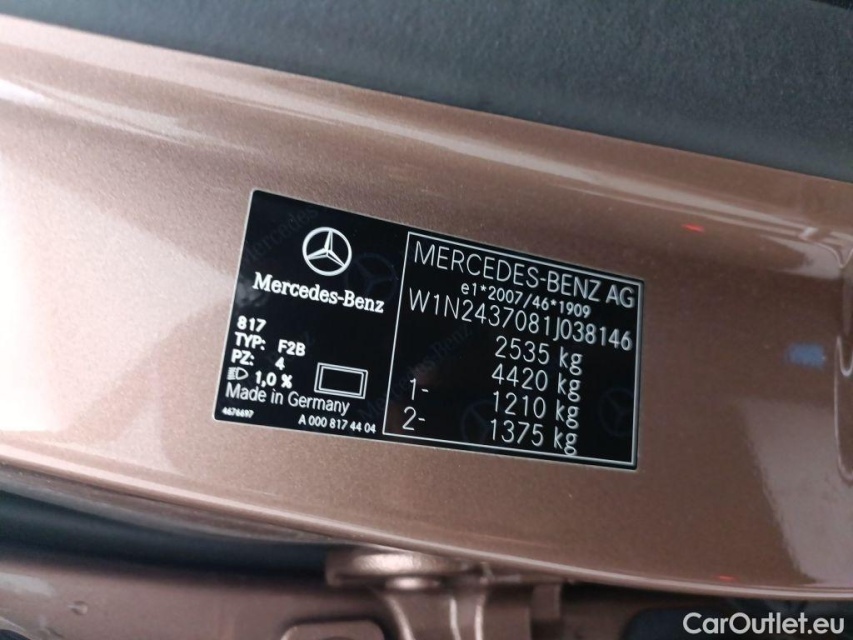 Mercedes-Benz
817
TYP: F2B
PZ: 4
1,0 %
Made in Germany
4676697
A 000 817 44 04
MERCEDES-BENZ AG
e1*2007/46*1909
W1N2437081J038146
2535 kg
4420 kg
1- 1210 kg
2- 1375 kg
CarOutlet.eu